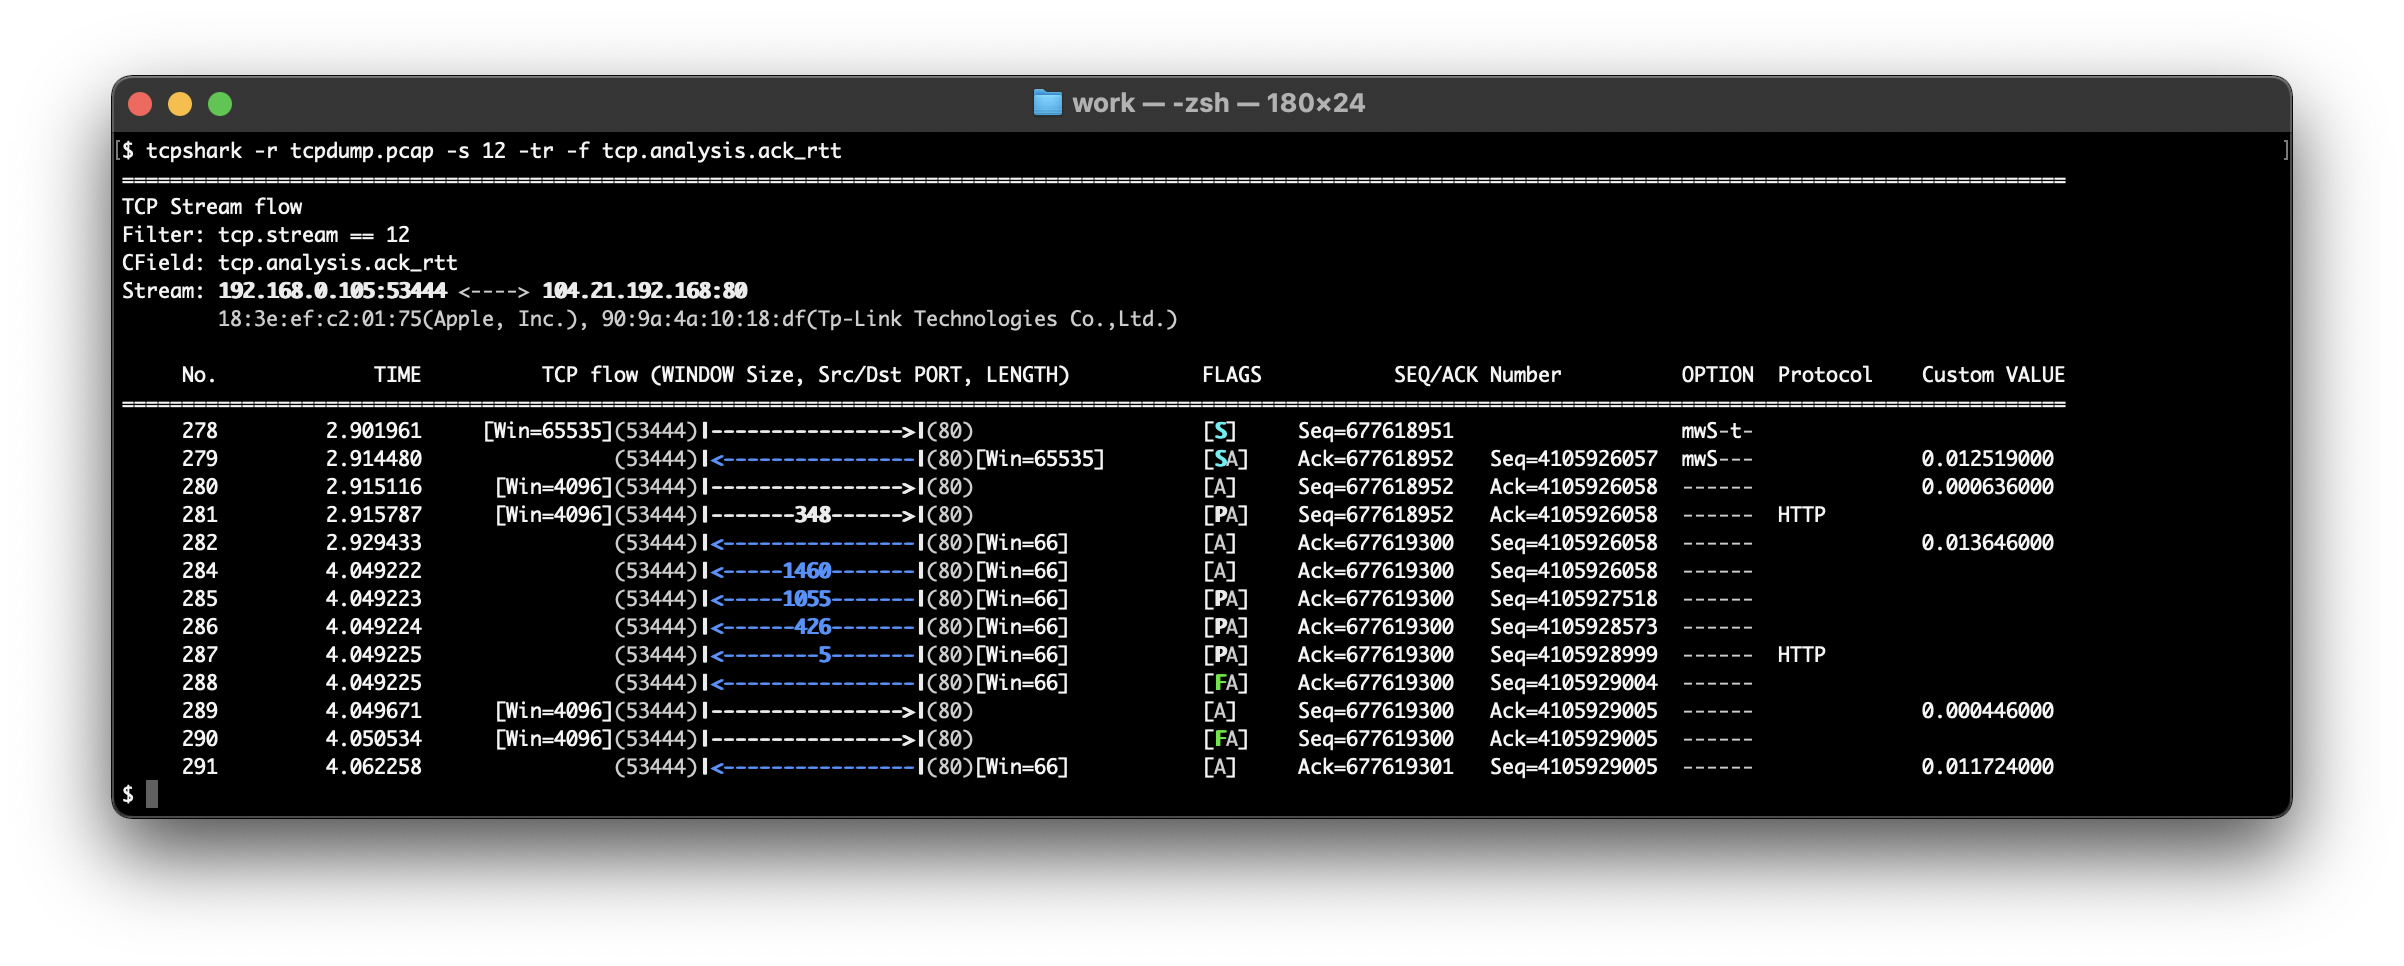 work — -zsh — 180×24
[$ tcpshark -r tcpdump.pcap -s 12 -tr -f tcp.analysis.ack_rtt ]
==================================================================================================================================================================
TCP Stream flow
Filter: tcp.stream == 12
CField: tcp.analysis.ack_rtt
Stream: 192.168.0.105:53444 <----> 104.21.192.168:80
        18:3e:ef:c2:01:75(Apple, Inc.), 90:9a:4a:10:18:df(Tp-Link Technologies Co.,Ltd.)
     No.             TIME          TCP flow (WINDOW Size, Src/Dst PORT, LENGTH)           FLAGS           SEQ/ACK Number          OPTION  Protocol    Custom VALUE
==================================================================================================================================================================
     278         2.901961     [Win=65535](53444)|---------------->|(80)                   [S]     Seq=677618951                   mwS-t-
     279         2.914480                (53444)|<----------------|(80)[Win=65535]        [SA]    Ack=677618952   Seq=4105926057  mwS---              0.012519000
     280         2.915116      [Win=4096](53444)|---------------->|(80)                   [A]     Seq=677618952   Ack=4105926058  ------              0.000636000
     281         2.915787      [Win=4096](53444)|-------348------>|(80)                   [PA]    Seq=677618952   Ack=4105926058  ------  HTTP
     282         2.929433                (53444)|<----------------|(80)[Win=66]           [A]     Ack=677619300   Seq=4105926058  ------              0.013646000
     284         4.049222                (53444)|<-----1460-------|(80)[Win=66]           [A]     Ack=677619300   Seq=4105926058  ------
     285         4.049223                (53444)|<-----1055-------|(80)[Win=66]           [PA]    Ack=677619300   Seq=4105927518  ------
     286         4.049224                (53444)|<------426-------|(80)[Win=66]           [PA]    Ack=677619300   Seq=4105928573  ------
     287         4.049225                (53444)|<--------5-------|(80)[Win=66]           [PA]    Ack=677619300   Seq=4105928999  ------  HTTP
     288         4.049225                (53444)|<----------------|(80)[Win=66]           [FA]    Ack=677619300   Seq=4105929004  ------
     289         4.049671      [Win=4096](53444)|---------------->|(80)                   [A]     Seq=677619300   Ack=4105929005  ------              0.000446000
     290         4.050534      [Win=4096](53444)|---------------->|(80)                   [FA]    Seq=677619300   Ack=4105929005  ------
     291         4.062258                (53444)|<----------------|(80)[Win=66]           [A]     Ack=677619301   Seq=4105929005  ------              0.011724000
$